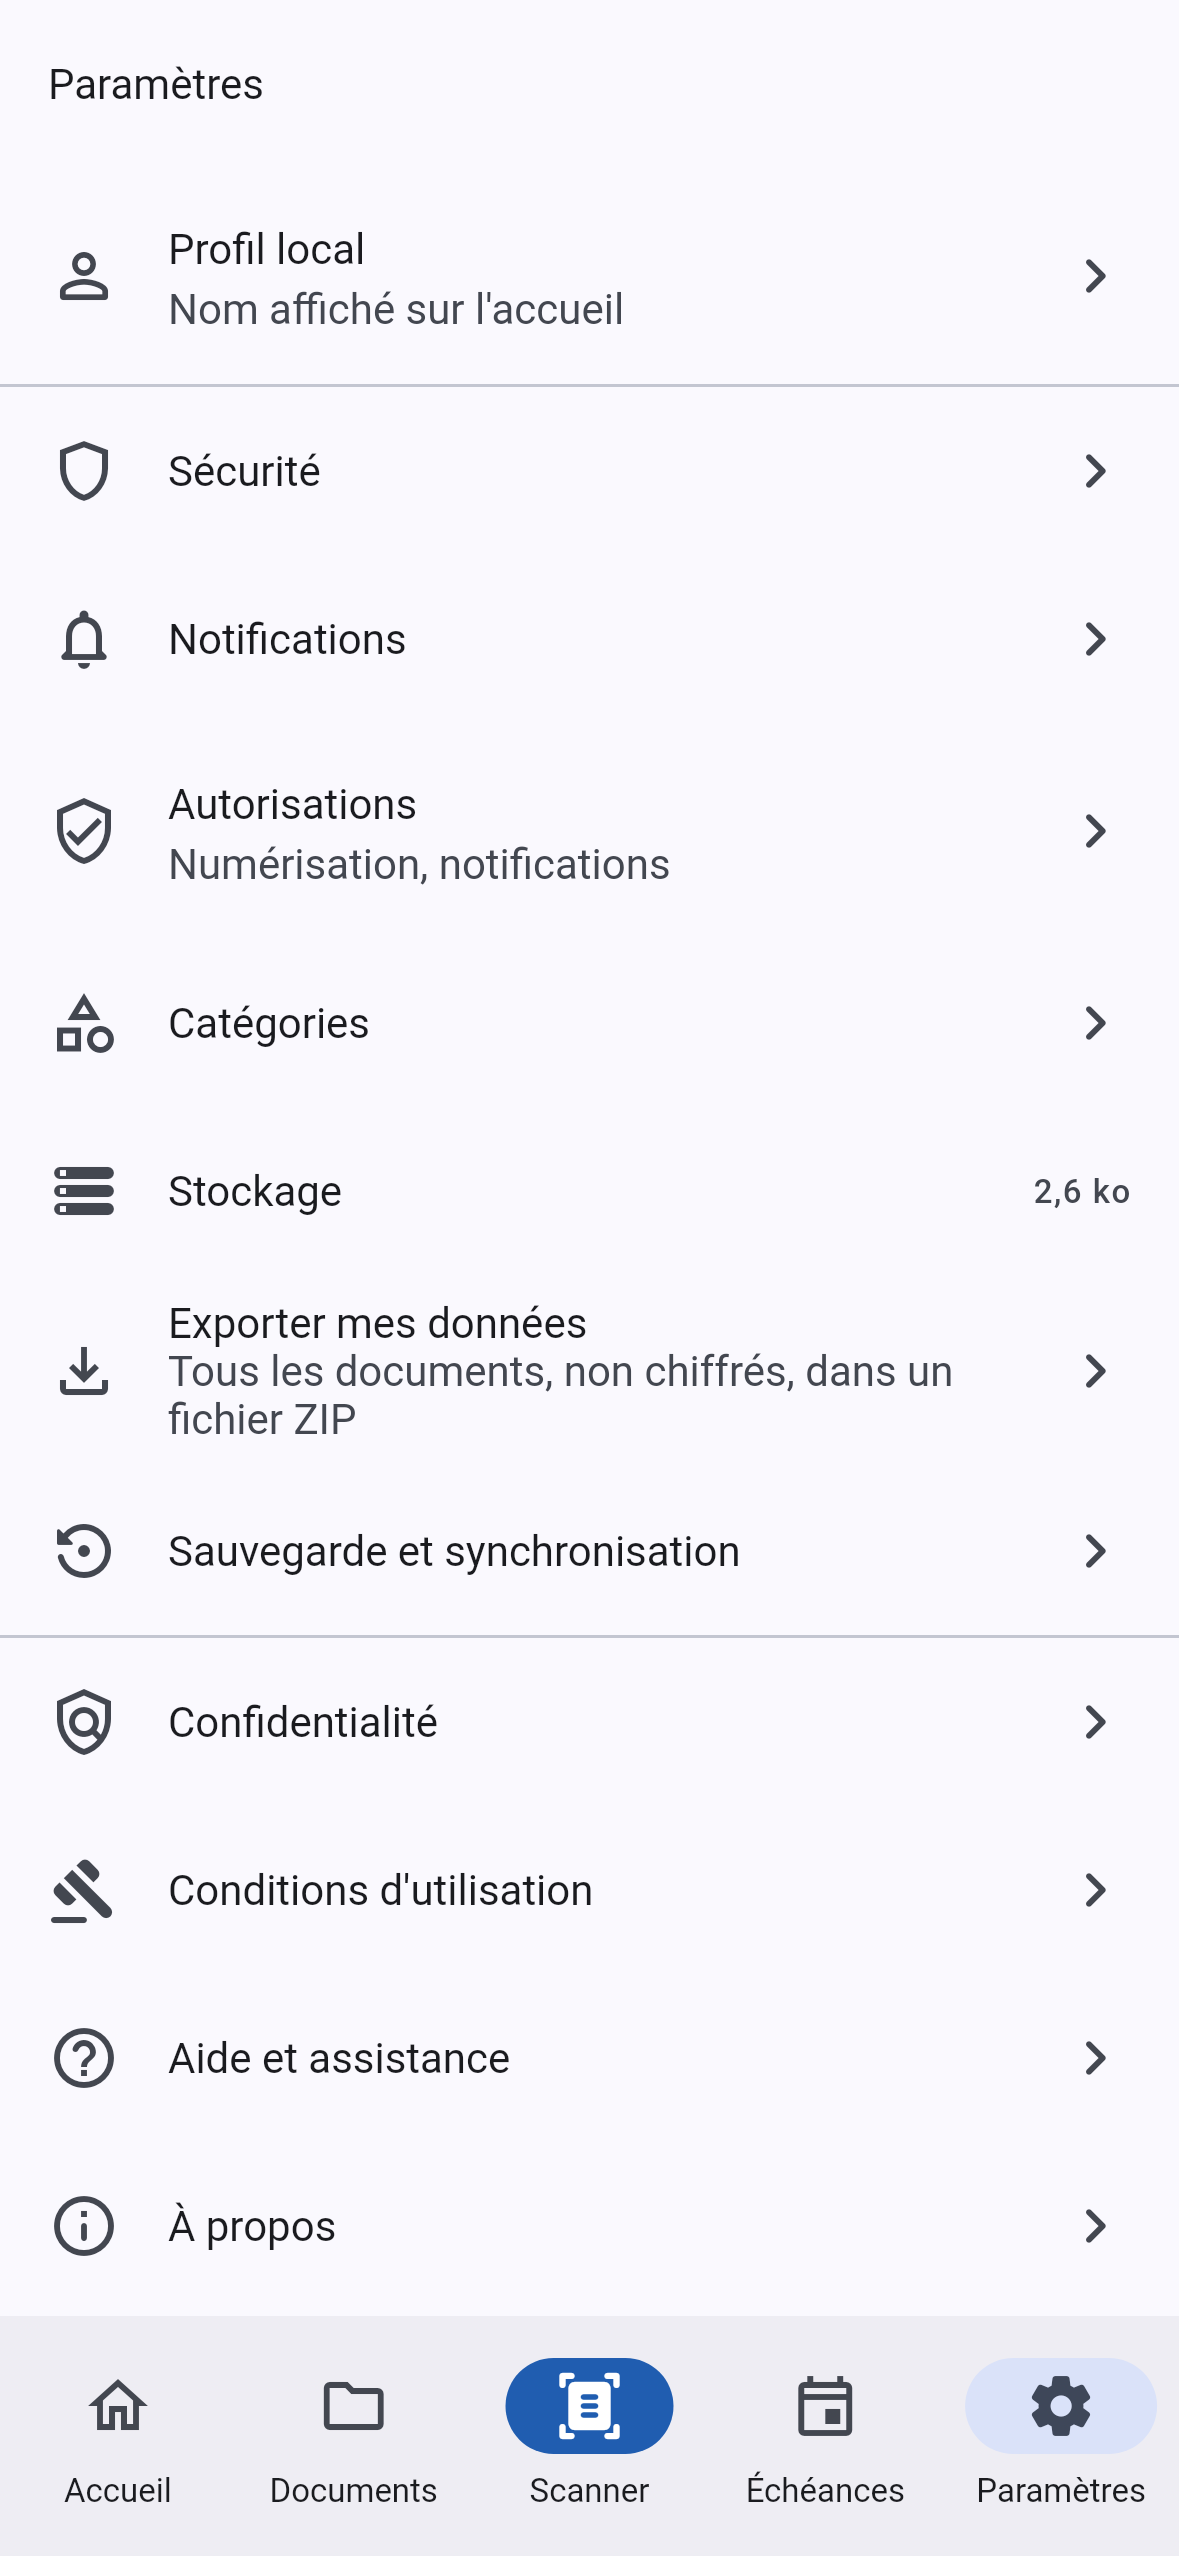 Paramètres
Profil local
Nom affiché sur l'accueil
Sécurité
Notifications
Autorisations
Numérisation, notifications
Catégories
Stockage
2,6 ko
Exporter mes données
Tous les documents, non chiffrés, dans un
fichier ZIP
Sauvegarde et synchronisation
Confidentialité
Conditions d'utilisation
Aide et assistance
À propos
Accueil
Documents
Scanner
Échéances
Paramètres